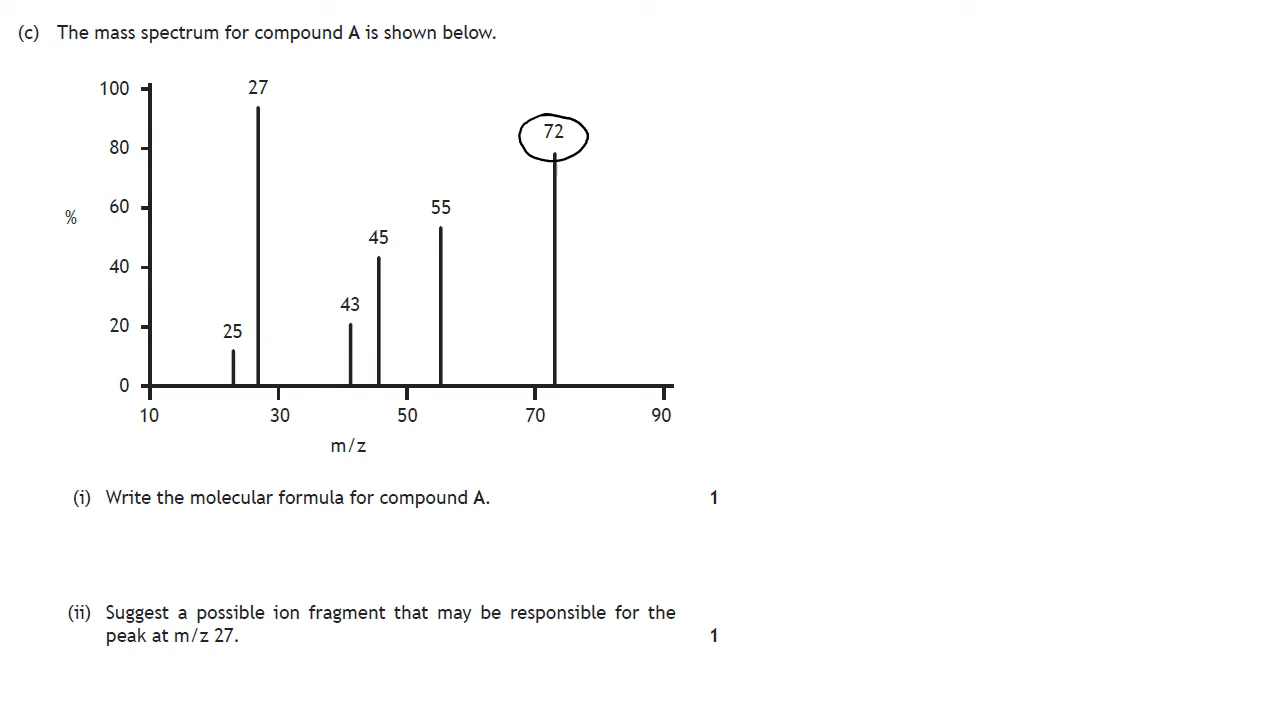 (c) The mass spectrum for compound A is shown below.
100
80
60
40
20
0
%
25
27
43
45
55
72
10 30 50 70 90
m/z
(i) Write the molecular formula for compound A. 1
(ii) Suggest a possible ion fragment that may be responsible for the
peak at m/z 27. 1